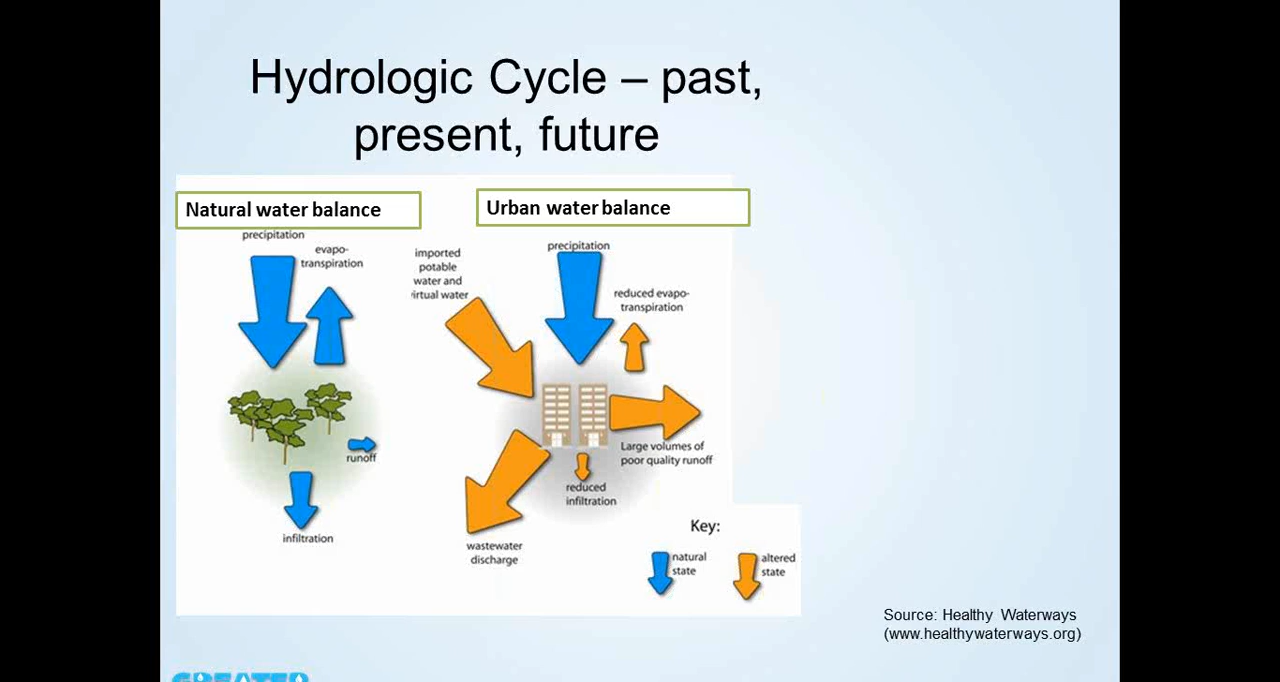 Hydrologic Cycle – past,
present, future
Natural water balance
precipitation
evapo-
transpiration
runoff
infiltration
Urban water balance
imported
potable
water and
virtual water
precipitation
reduced evapo-
transpiration
Large volumes of
poor quality runoff
reduced
infiltration
wastewater
discharge
Key:
natural
state
altered
state
Source: Healthy Waterways
(www.healthywaterways.org)
GREATER